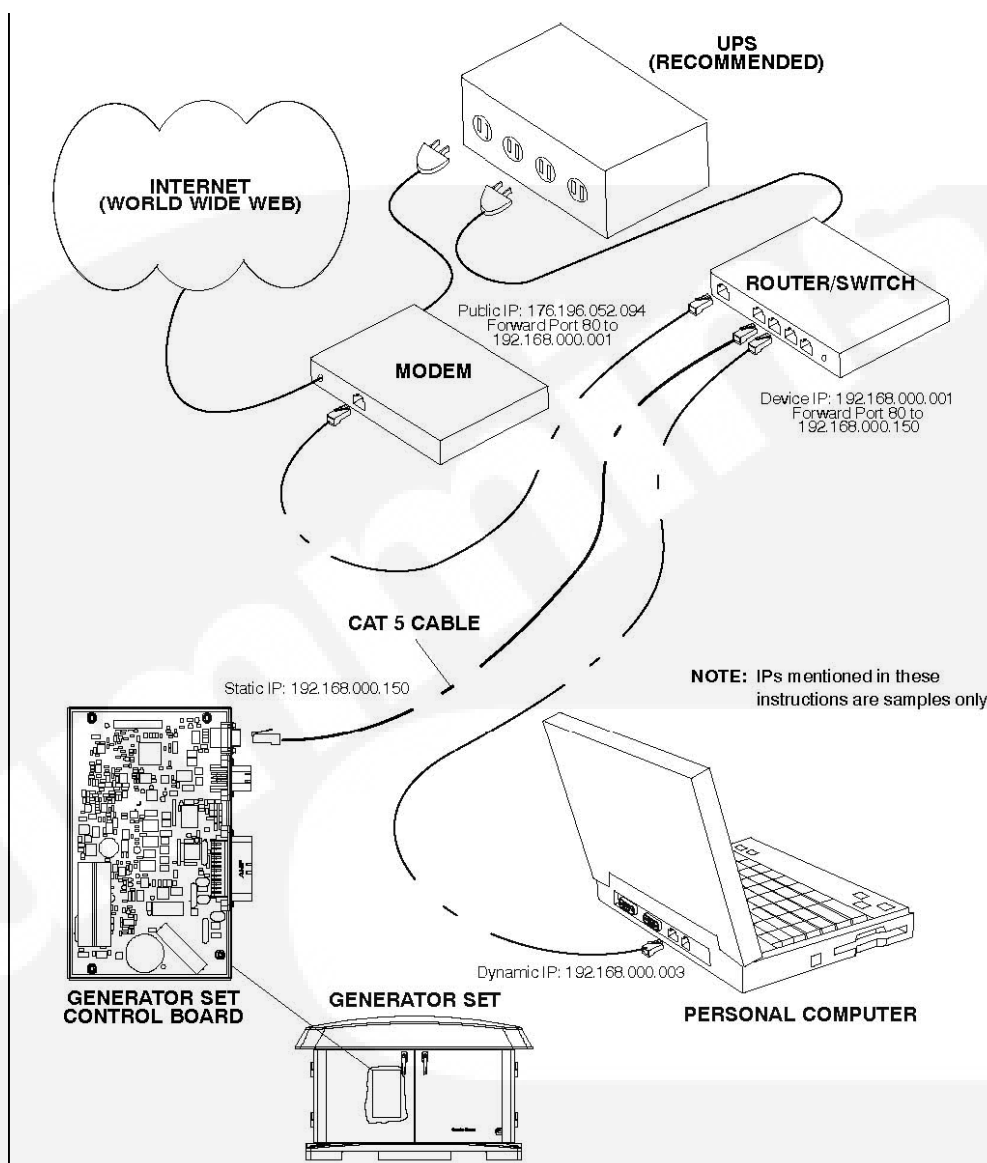 UPS
(RECOMMENDED)
INTERNET
(WORLD WIDE WEB)
ROUTER/SWITCH
Public IP: 176.196.052.094
Forward Port 80 to
192.168.000.001
MODEM
Device IP: 192.168.000.001
Forward Port 80 to
192.168.000.150
CAT 5 CABLE
Static IP: 192.168.000.150
NOTE: IPs mentioned in these
instructions are samples only
AMP
Dynamic IP: 192.168.000.003
GENERATOR SET
CONTROL BOARD
GENERATOR SET
PERSONAL COMPUTER